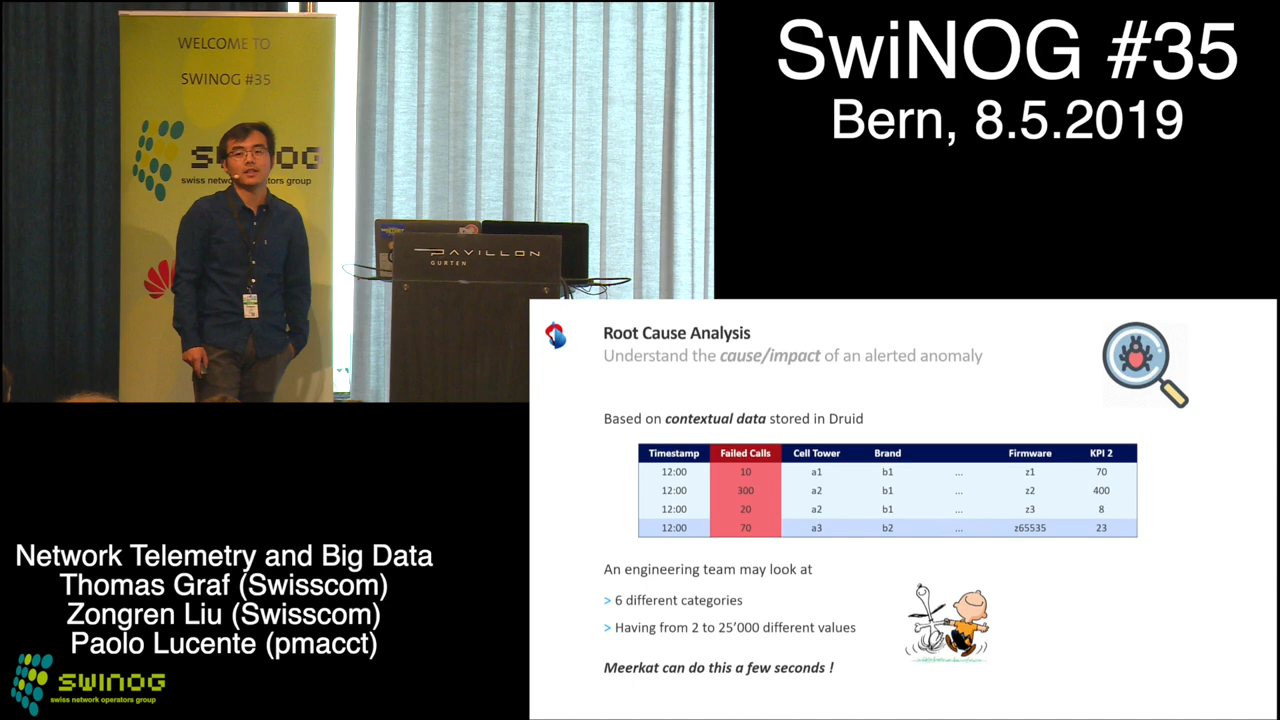 WELCOME TO
SWINOG #35
SWINOG
swiss network operators group
PAVILLON
GURTEN
SwiNOG #35
Bern, 8.5.2019
Root Cause Analysis
Understand the cause/impact of an alerted anomaly
Based on contextual data stored in Druid
Timestamp Failed Calls Cell Tower Brand Firmware KPI 2
12:00 10 a1 b1 ... z1 70
12:00 300 a2 b1 ... z2 400
12:00 20 a2 b1 ... z3 8
12:00 70 a3 b2 ... z65535 23
An engineering team may look at
> 6 different categories
> Having from 2 to 25'000 different values
Meerkat can do this a few seconds !
Network Telemetry and Big Data
Thomas Graf (Swisscom)
Zongren Liu (Swisscom)
Paolo Lucente (pmacct)
SWINOG
swiss network operators group